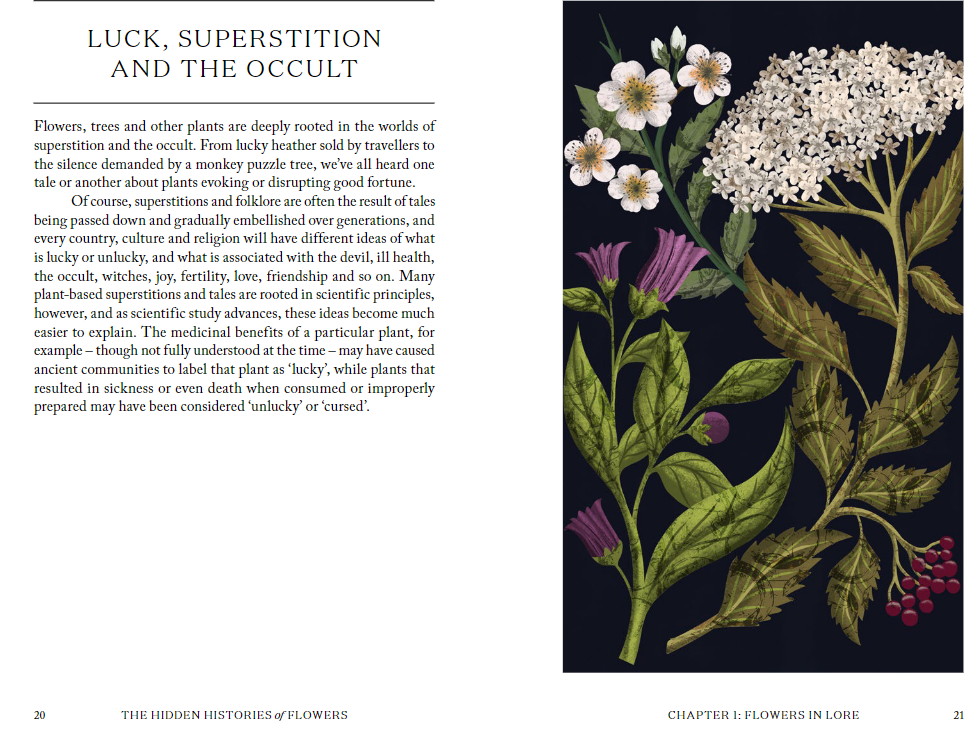 LUCK, SUPERSTITION
AND THE OCCULT
Flowers, trees and other plants are deeply rooted in the worlds of
superstition and the occult. From lucky heather sold by travellers to
the silence demanded by a monkey puzzle tree, we’ve all heard one
tale or another about plants evoking or disrupting good fortune.
Of course, superstitions and folklore are often the result of tales
being passed down and gradually embellished over generations, and
every country, culture and religion will have different ideas of what
is lucky or unlucky, and what is associated with the devil, ill health,
the occult, witches, joy, fertility, love, friendship and so on. Many
plant-based superstitions and tales are rooted in scientific principles,
however, and as scientific study advances, these ideas become much
easier to explain. The medicinal benefits of a particular plant, for
example – though not fully understood at the time – may have caused
ancient communities to label that plant as ‘lucky’, while plants that
resulted in sickness or even death when consumed or improperly
prepared may have been considered ‘unlucky’ or ‘cursed’.
20 THE HIDDEN HISTORIES of FLOWERS
CHAPTER 1: FLOWERS IN LORE 21